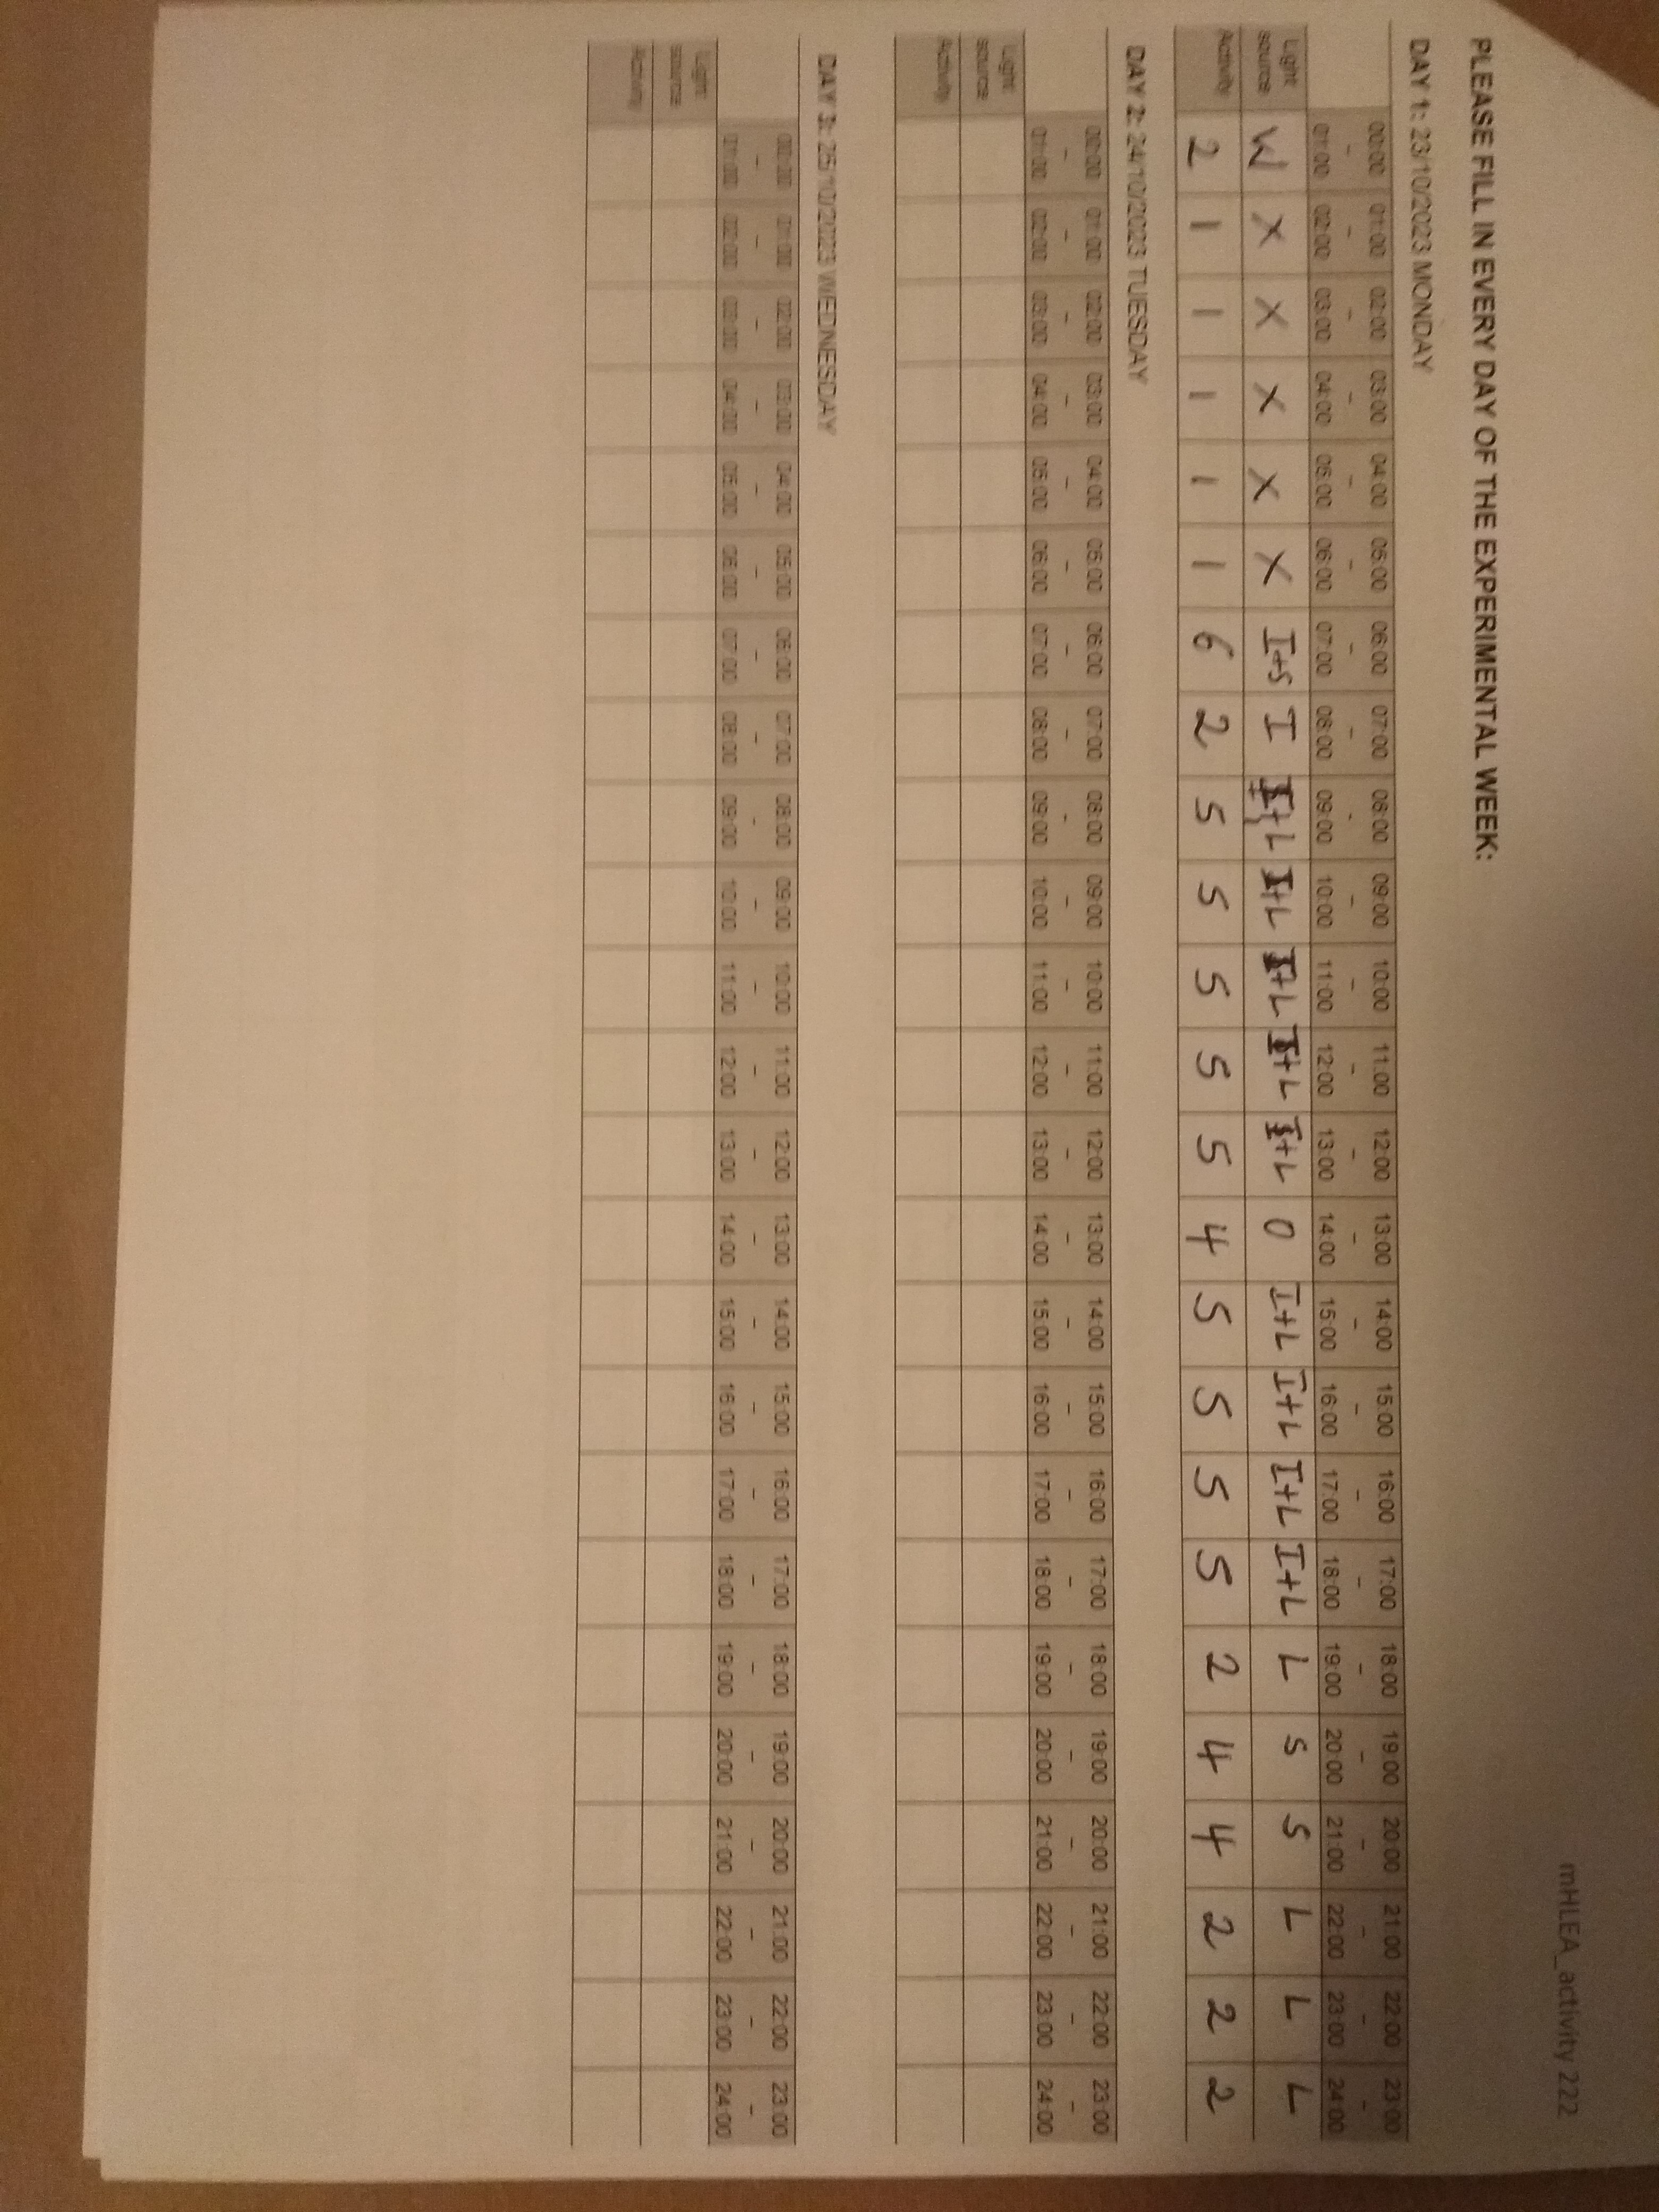 mHLEA_activity 222
PLEASE FILL IN EVERY DAY OF THE EXPERIMENTAL WEEK:
DAY 1: 23/10/2023 MONDAY
00:00 01:00 02:00 03:00 04:00 05:00 06:00 07:00 08:00 09:00 10:00 11:00 12:00 13:00 14:00 15:00 16:00 17:00 18:00 19:00 20:00 21:00 22:00 23:00
– – – – – – – – – – – – – – – – – – – – – – – –
01:00 02:00 03:00 04:00 05:00 06:00 07:00 08:00 09:00 10:00 11:00 12:00 13:00 14:00 15:00 16:00 17:00 18:00 19:00 20:00 21:00 22:00 23:00 24:00
Light source W X X X X X I+S I I+L I+L I+L I+L I+L O I+L I+L I+L I+L L S S L L L
Activity 2 1 1 1 1 1 6 2 5 5 5 5 5 4 5 5 5 5 2 4 4 2 2 2
DAY 2: 24/10/2023 TUESDAY
00:00 01:00 02:00 03:00 04:00 05:00 06:00 07:00 08:00 09:00 10:00 11:00 12:00 13:00 14:00 15:00 16:00 17:00 18:00 19:00 20:00 21:00 22:00 23:00
– – – – – – – – – – – – – – – – – – – – – – – –
01:00 02:00 03:00 04:00 05:00 06:00 07:00 08:00 09:00 10:00 11:00 12:00 13:00 14:00 15:00 16:00 17:00 18:00 19:00 20:00 21:00 22:00 23:00 24:00
Light source
Activity
DAY 3: 25/10/2023 WEDNESDAY
00:00 01:00 02:00 03:00 04:00 05:00 06:00 07:00 08:00 09:00 10:00 11:00 12:00 13:00 14:00 15:00 16:00 17:00 18:00 19:00 20:00 21:00 22:00 23:00
– – – – – – – – – – – – – – – – – – – – – – – –
01:00 02:00 03:00 04:00 05:00 06:00 07:00 08:00 09:00 10:00 11:00 12:00 13:00 14:00 15:00 16:00 17:00 18:00 19:00 20:00 21:00 22:00 23:00 24:00
Light source
Activity